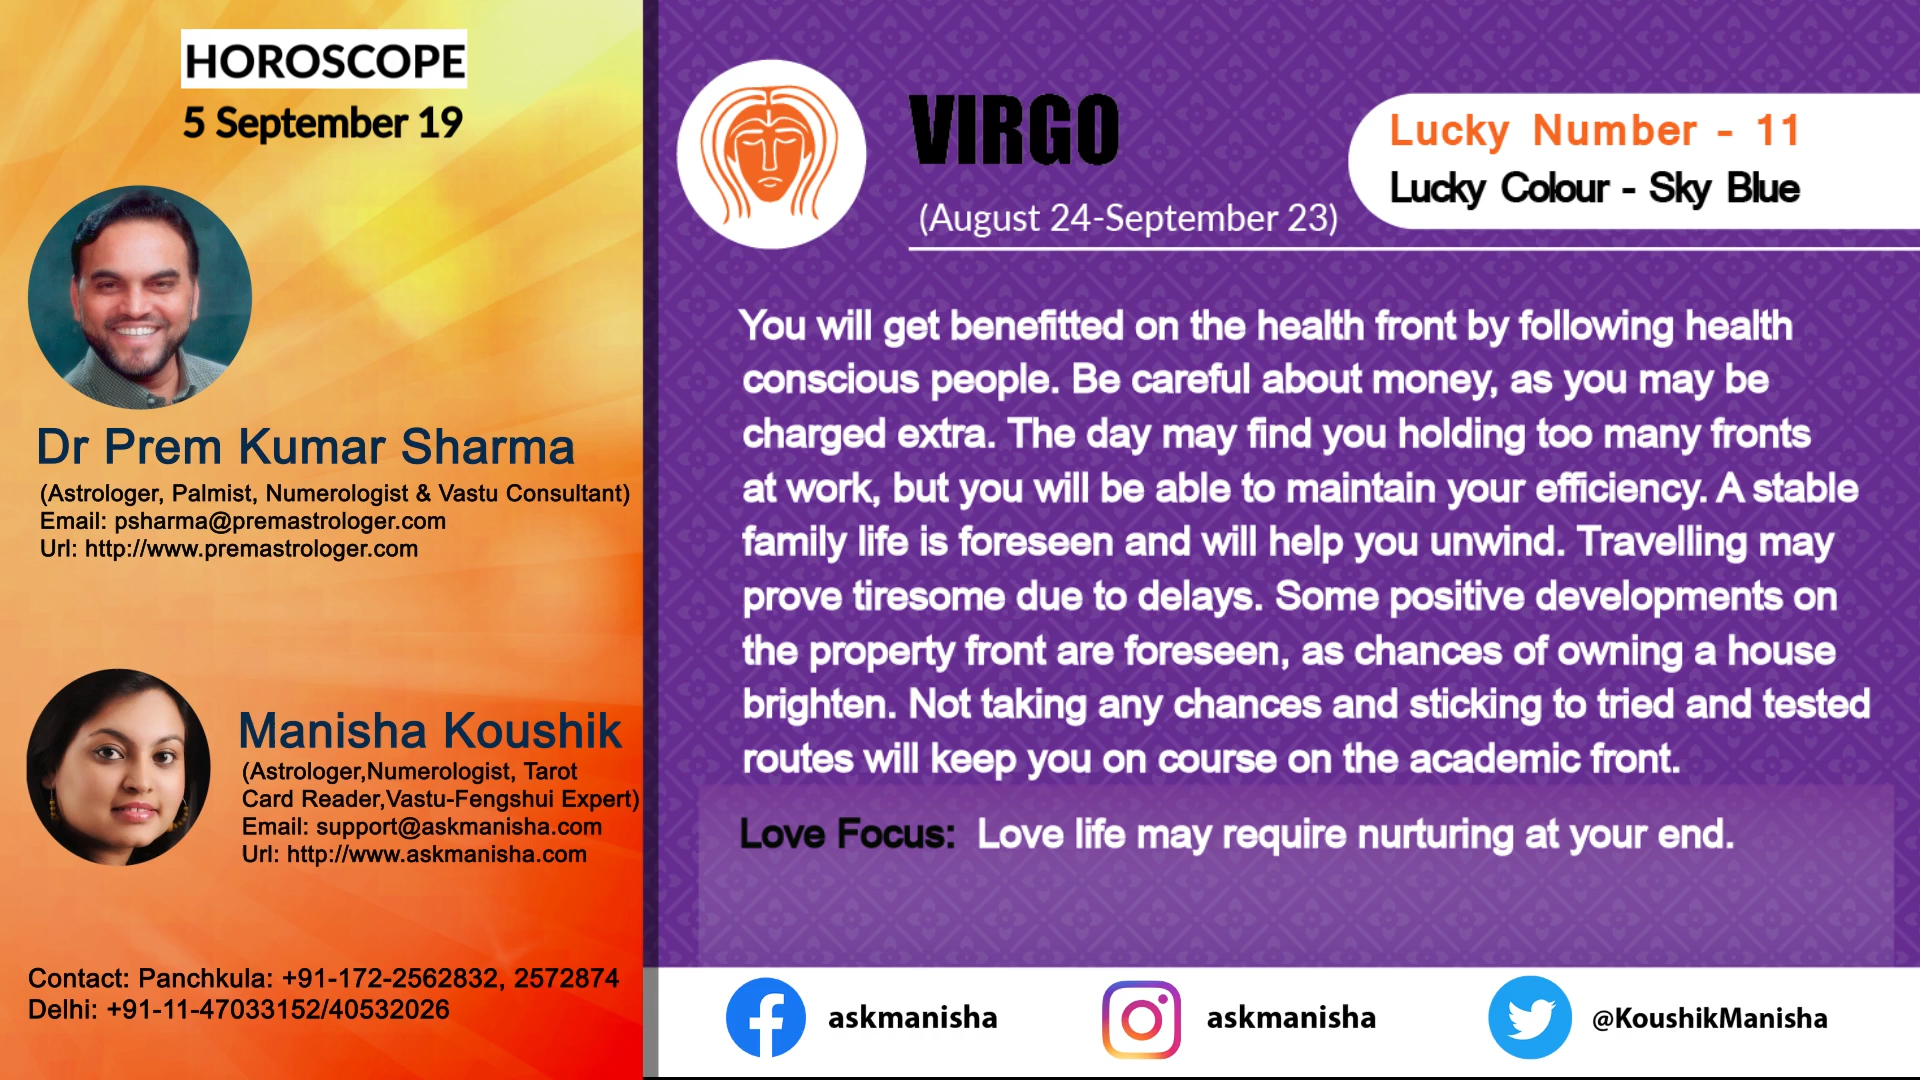 HOROSCOPE
5 September 19
Dr Prem Kumar Sharma
(Astrologer, Palmist, Numerologist & Vastu Consultant)
Email: psharma@premastrologer.com
Url: http://www.premastrologer.com
Manisha Koushik
(Astrologer,Numerologist, Tarot
Card Reader,Vastu-Fengshui Expert)
Email: support@askmanisha.com
Url: http://www.askmanisha.com
Contact: Panchkula: +91-172-2562832, 2572874
Delhi: +91-11-47033152/40532026
VIRGO
(August 24-September 23)
Lucky Number - 11
Lucky Colour - Sky Blue
You will get benefitted on the health front by following health
conscious people. Be careful about money, as you may be
charged extra. The day may find you holding too many fronts
at work, but you will be able to maintain your efficiency. A stable
family life is foreseen and will help you unwind. Travelling may
prove tiresome due to delays. Some positive developments on
the property front are foreseen, as chances of owning a house
brighten. Not taking any chances and sticking to tried and tested
routes will keep you on course on the academic front.
Love Focus: Love life may require nurturing at your end.
askmanisha
askmanisha
@KoushikManisha